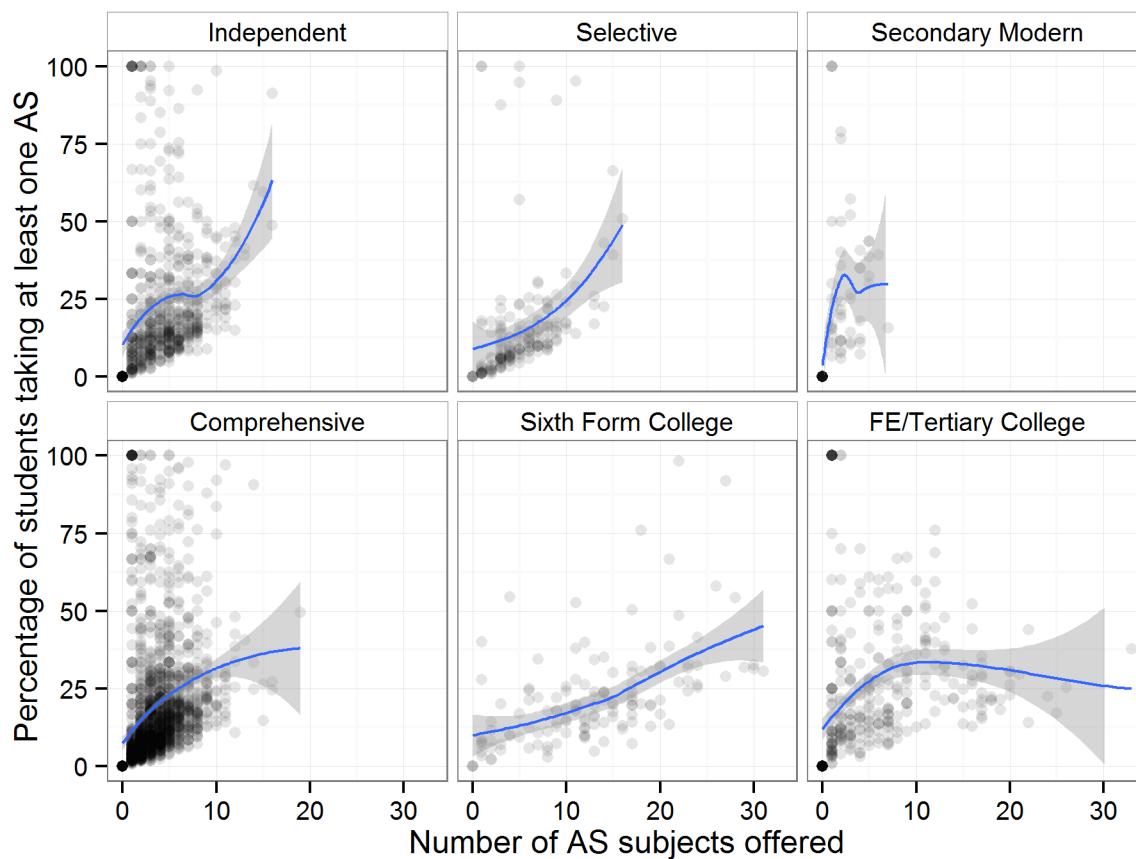 Independent
Selective
Secondary Modern
100
75
50
25
0
Comprehensive
Sixth Form College
FE/Tertiary College
100
75
50
25
0
0 10 20 30
0 10 20 30
0 10 20 30
Number of AS subjects offered
Percentage of students taking at least one AS